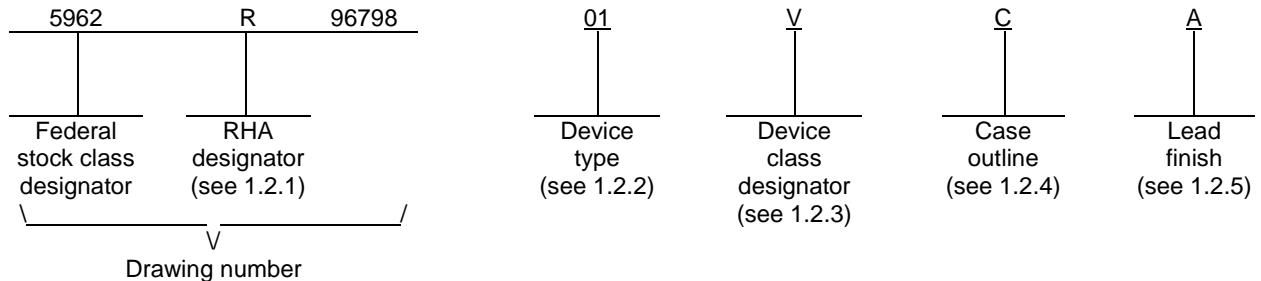 5962 R 96798 01 V C A
Federal RHA Device Device Case Lead
stock class designator type class outline finish
designator (see 1.2.1) (see 1.2.2) designator (see 1.2.4) (see 1.2.5)
(see 1.2.3)
Drawing number